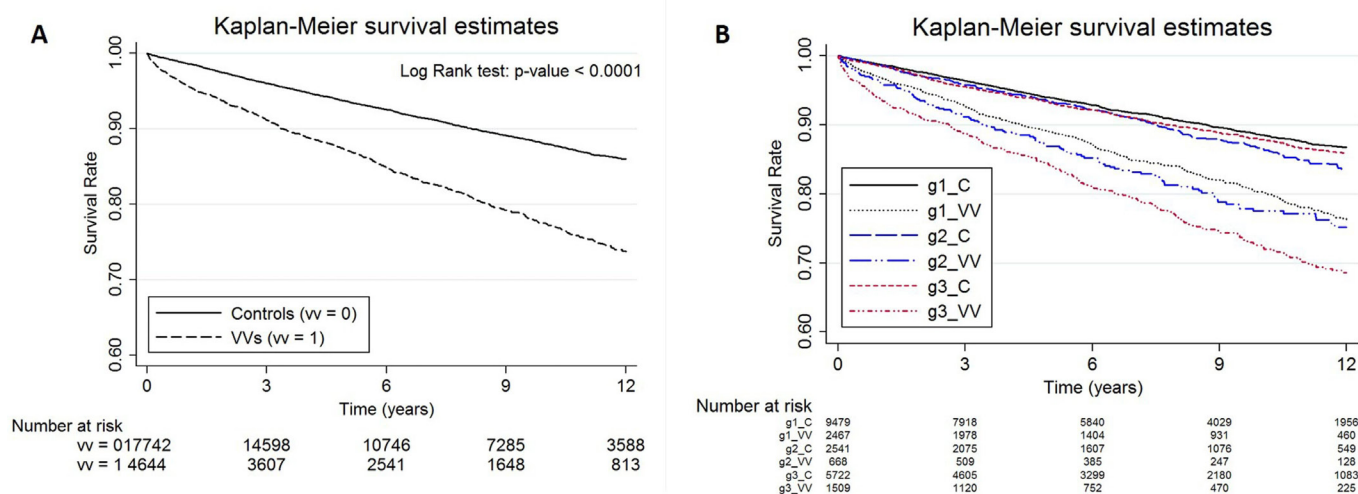 A
Kaplan-Meier survival estimates
Log Rank test: p-value < 0.0001
Survival Rate
1.00
0.90
0.80
0.70
0.60
Controls (vv = 0)
VVs (vv = 1)
0 3 6 9 12
Time (years)
Number at risk
vv = 017742 14598 10746 7285 3588
vv = 1 4644 3607 2541 1648 813
B
Kaplan-Meier survival estimates
Survival Rate
1.00
0.90
0.80
0.70
0.60
g1_C
g1_VV
g2_C
g2_VV
g3_C
g3_VV
0 3 6 9 12
Time (years)
Number at risk
g1_C 9479 7918 5840 4029 1956
g1_VV 2467 1978 1404 931 460
g2_C 2541 2075 1607 1076 549
g2_VV 668 509 385 247 128
g3_C 5722 4605 3299 2180 1083
g3_VV 1509 1120 752 470 225